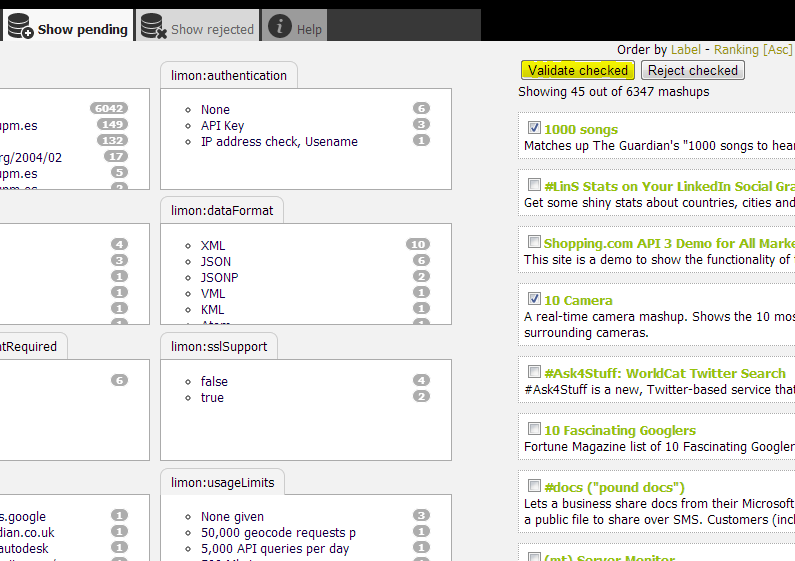 Show pending
Show rejected
Help
Order by Label - Ranking [Asc]
Validate checked
Reject checked
Showing 45 out of 6347 mashups
6042
upm.es 149
132
rg/2004/02 17
upm.es 5
upm.es 2
4
3
1
1
1
1
ntRequired
6
s.google 1
dian.co.uk 1
autodesk 1
limon:authentication
None 6
API Key 3
IP address check, Usename 1
limon:dataFormat
XML 10
JSON 6
JSONP 2
VML 1
KML 1
Atom 1
limon:sslSupport
false 4
true 2
limon:usageLimits
None given 3
50,000 geocode requests p 1
5,000 API queries per day 1
1000 songs
Matches up The Guardian's "1000 songs to hear
#LinS Stats on Your LinkedIn Social Gra
Get some shiny stats about countries, cities and
Shopping.com API 3 Demo for All Marke
This site is a demo to show the functionality of
10 Camera
A real-time camera mashup. Shows the 10 mos
surrounding cameras.
#Ask4Stuff: WorldCat Twitter Search
#Ask4Stuff is a new, Twitter-based service that
10 Fascinating Googlers
Fortune Magazine list of 10 Fascinating Googler
#docs ("pound docs")
Lets a business share docs from their Microsoft
a public file to share over SMS. Customers (incl
(mt) Server Monitor